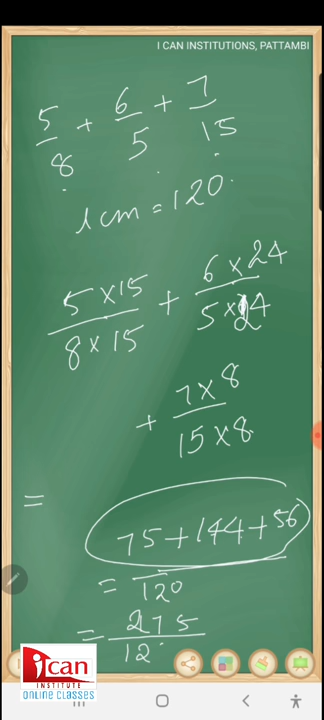 I CAN INSTITUTIONS, PATTAMBI
5/8 + 6/5 + 7/15
lcm = 120.
5×15/8×15 + 6×24/5×24
+ 7×8/15×8
=
75+144+56
= 120
= 275/12
ican
INSTITUTE
ONLINE CLASSES